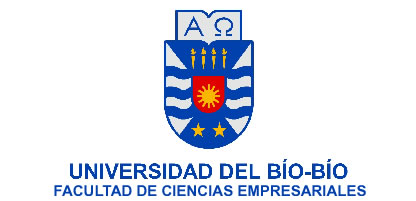 Α Ω
UNIVERSIDAD DEL BÍO-BÍO
FACULTAD DE CIENCIAS EMPRESARIALES